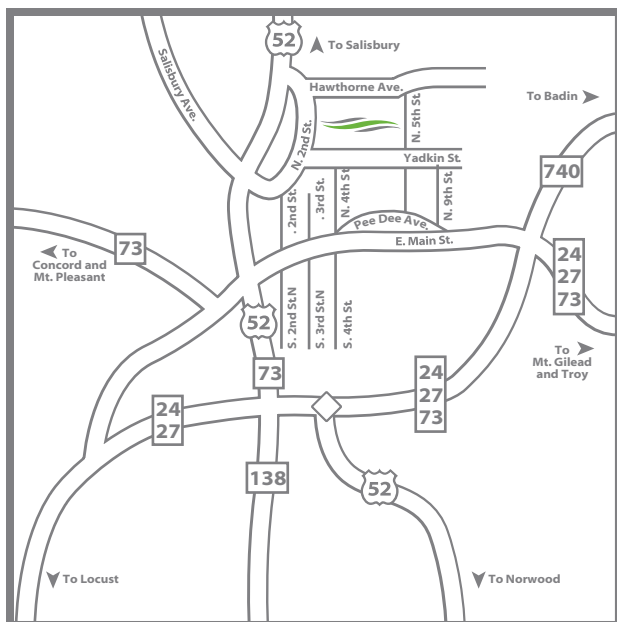 52
To Salisbury
Salisbury Ave.
Hawthorne Ave.
To Badin
N. 5th St.
N. 2nd St.
Yadkin St.
740
. 2nd St.N
. 3rd St.N
N. 4th St.
N. 9th St.
Pee Dee Ave.
73
E. Main St.
To
Concord and
Mt. Pleasant
24
27
73
52
S. 2nd St.
S. 3rd St.
S. 4th St.
To
Mt. Gilead
and Troy
73
24
27
73
24
27
138
52
To Locust
To Norwood